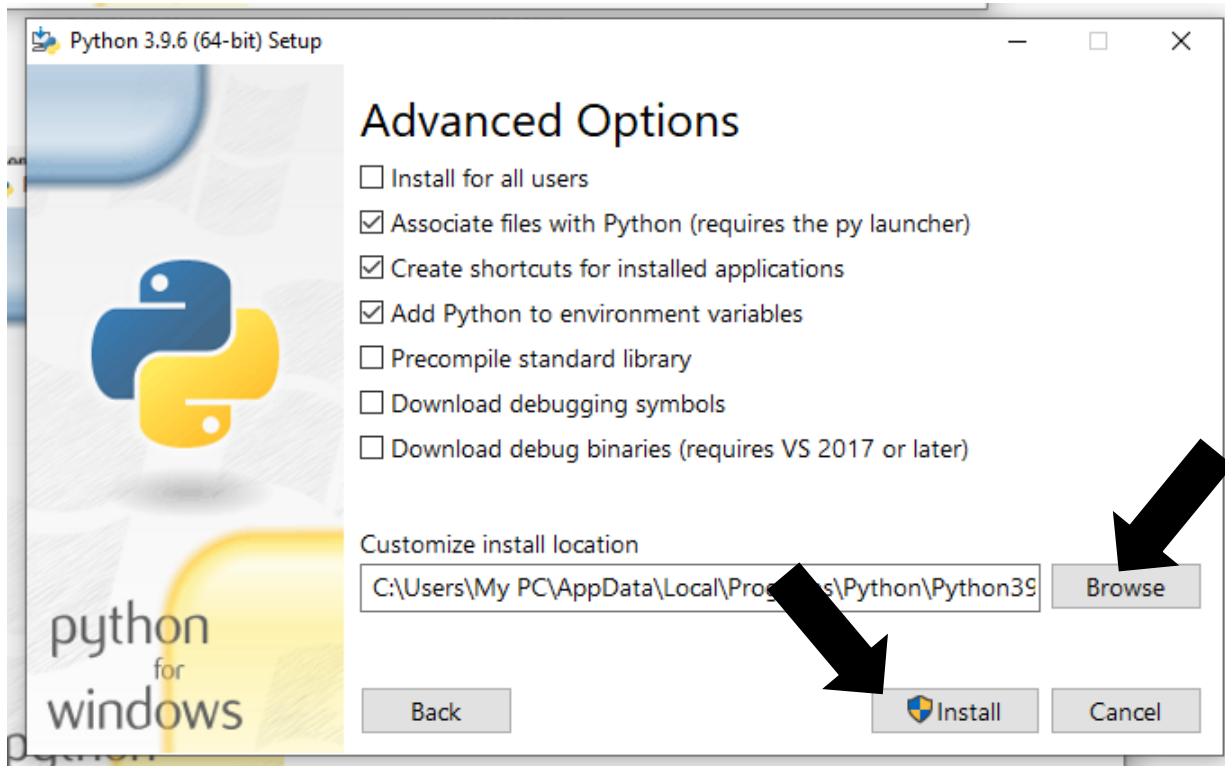 Python 3.9.6 (64-bit) Setup
Advanced Options
Install for all users
Associate files with Python (requires the py launcher)
Create shortcuts for installed applications
Add Python to environment variables
Precompile standard library
Download debugging symbols
Download debug binaries (requires VS 2017 or later)
Customize install location
C:\Users\My PC\AppData\Local\Programs\Python\Python39
Browse
python
for
windows
Back
Install
Cancel